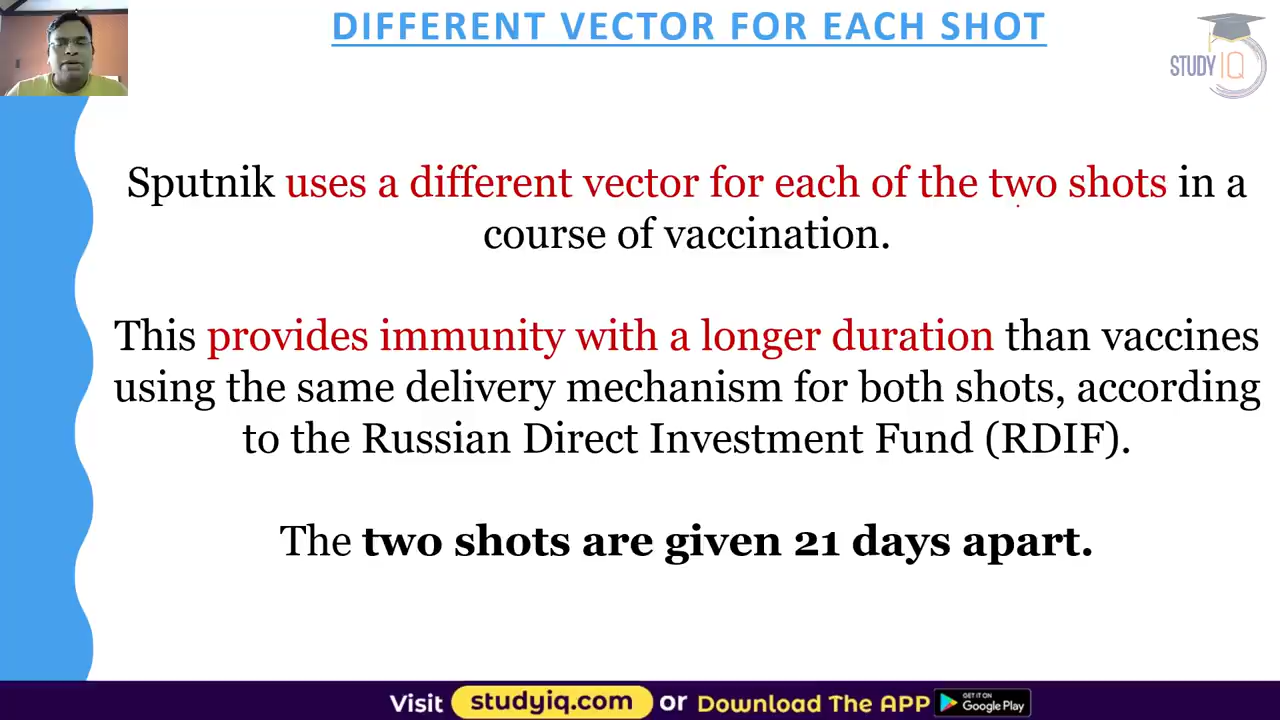 DIFFERENT VECTOR FOR EACH SHOT
STUDY IQ
Sputnik uses a different vector for each of the two shots in a
course of vaccination.
This provides immunity with a longer duration than vaccines
using the same delivery mechanism for both shots, according
to the Russian Direct Investment Fund (RDIF).
The two shots are given 21 days apart.
Visit studyiq.com or Download The APP GET IT ON Google Play